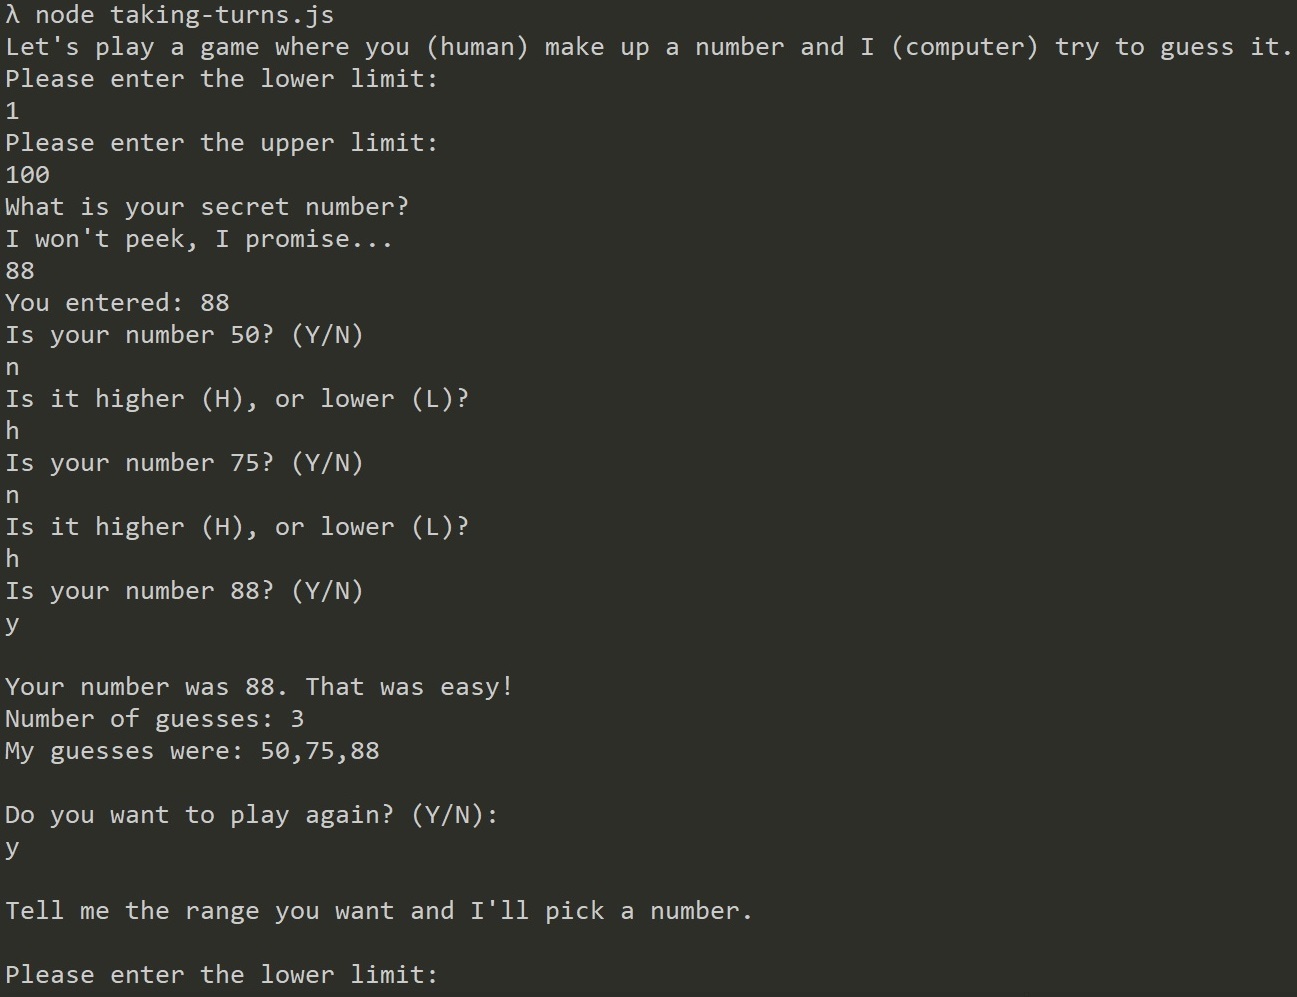 λ node taking-turns.js
Let's play a game where you (human) make up a number and I (computer) try to guess it.
Please enter the lower limit:
1
Please enter the upper limit:
100
What is your secret number?
I won't peek, I promise...
88
You entered: 88
Is your number 50? (Y/N)
n
Is it higher (H), or lower (L)?
h
Is your number 75? (Y/N)
n
Is it higher (H), or lower (L)?
h
Is your number 88? (Y/N)
y
Your number was 88. That was easy!
Number of guesses: 3
My guesses were: 50,75,88
Do you want to play again? (Y/N):
y
Tell me the range you want and I'll pick a number.
Please enter the lower limit: